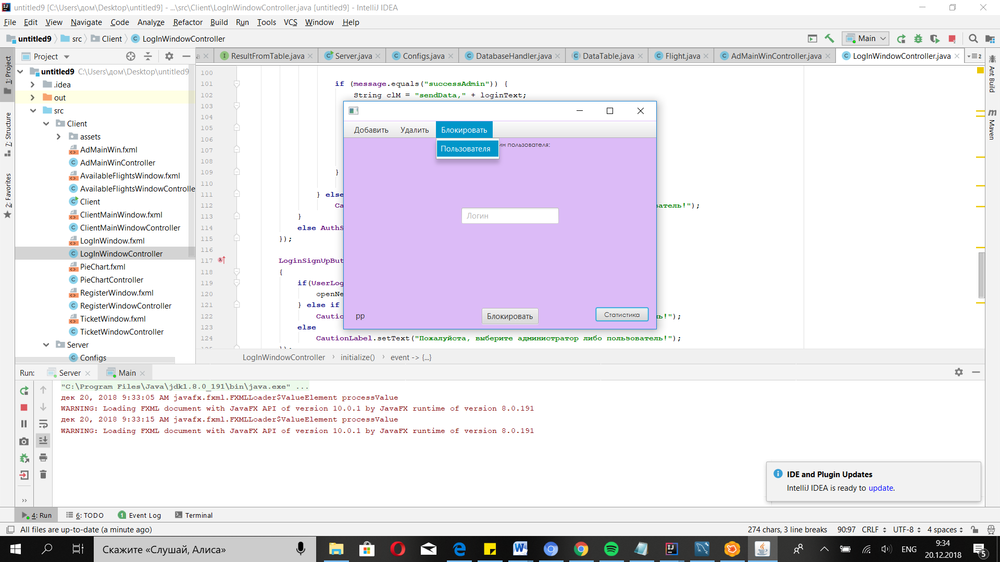 untitled9 [C:\Users\дом\Desktop\untitled9] - ...\src\Client\LogInWindowController.java [untitled9] - IntelliJ IDEA
File Edit View Navigate Code Analyze Refactor Build Run Tools VCS Window Help
untitled9 src Client LogInWindowController
Main
Project
a ResultFromTable.java Server.java Configs.java DatabaseHandler.java DataTable.java Flight.java AdMainWinController.java LogInWindowController.java 2
1: Project
7: Structure
2: Favorites
Ant Build
Maven
untitled9 C:\Users\дом\Desktop\untitled9
.idea
out
src
Client
assets
AdMainWin.fxml
AdMainWinController
AvailableFlightsWindow.fxml
AvailableFlightsWindowControlle
Client
ClientMainWindow.fxml
ClientMainWindowController
LogInWindow.fxml
LogInWindowController
PieChart.fxml
PieChartController
RegisterWindow.fxml
RegisterWindowController
TicketWindow.fxml
TicketWindowController
Server
Configs
100
101 if (message.equals("successAdmin")) {
102 String clM = "sendData," + loginText;
103
104
105
106
107
108
109 }
110
111 } else
112 Ca ватель!");
113 }
114 else AuthS
115 });
116
117 LoginSignUpBut
118 {
119 if(UserLog
120 openNe
121 } else if
122 Cautio ль!");
123 else
124 CautionLabel.setText("Пожалуйста, выберите администратор либо пользователь!");
125 });
Добавить Удалить Блокировать
Пользователя
ин пользователя:
Логин
pp
Блокировать
Статистика
LogInWindowController initialize() event -> {...}
Run: Server Main
"C:\Program Files\Java\jdk1.8.0_191\bin\java.exe" ...
дек 20, 2018 9:33:05 AM javafx.fxml.FXMLLoader$ValueElement processValue
WARNING: Loading FXML document with JavaFX API of version 10.0.1 by JavaFX runtime of version 8.0.191
дек 20, 2018 9:33:15 AM javafx.fxml.FXMLLoader$ValueElement processValue
WARNING: Loading FXML document with JavaFX API of version 10.0.1 by JavaFX runtime of version 8.0.191
IDE and Plugin Updates
IntelliJ IDEA is ready to update.
4: Run 6: TODO 1 Event Log Terminal
All files are up-to-date (a minute ago)
274 chars, 3 line breaks 90:97 CRLF UTF-8 4 spaces
Скажите «Слушай, Алиса»
ENG
9:34
20.12.2018
5